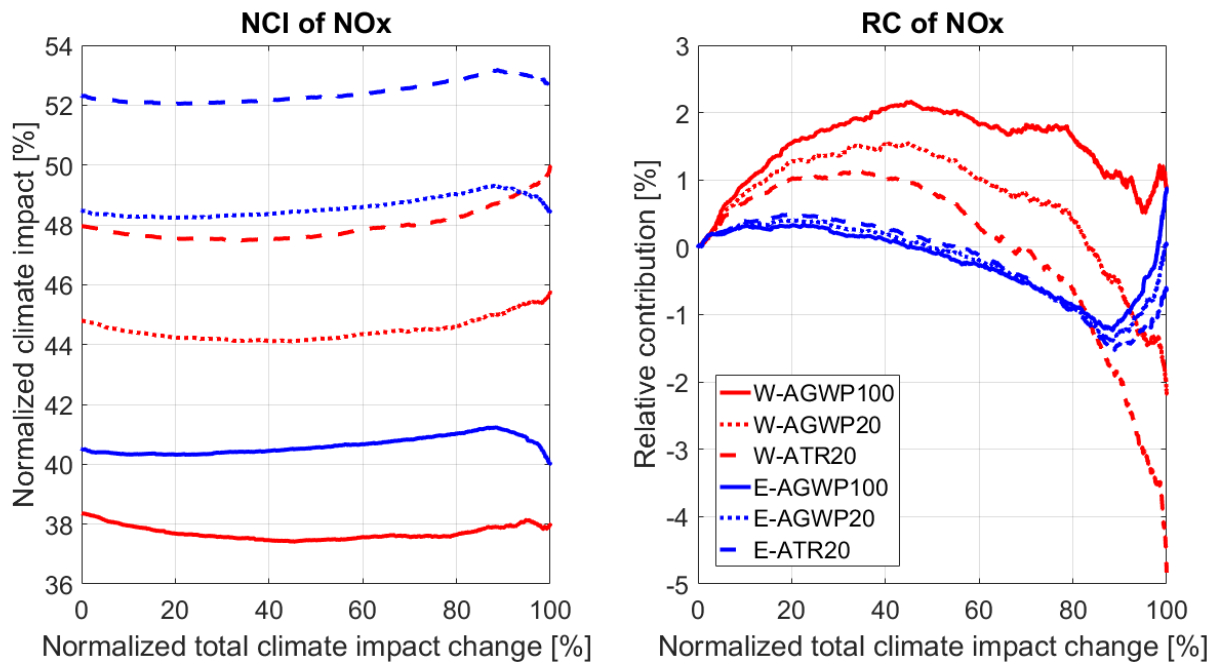 NCI of NOx
Normalized climate impact [%]
54
52
50
48
46
44
42
40
38
36
0 20 40 60 80 100
Normalized total climate impact change [%]
RC of NOx
Relative contribution [%]
3
2
1
0
-1
-2
-3
-4
-5
W-AGWP100
W-AGWP20
W-ATR20
E-AGWP100
E-AGWP20
E-ATR20
0 20 40 60 80 100
Normalized total climate impact change [%]